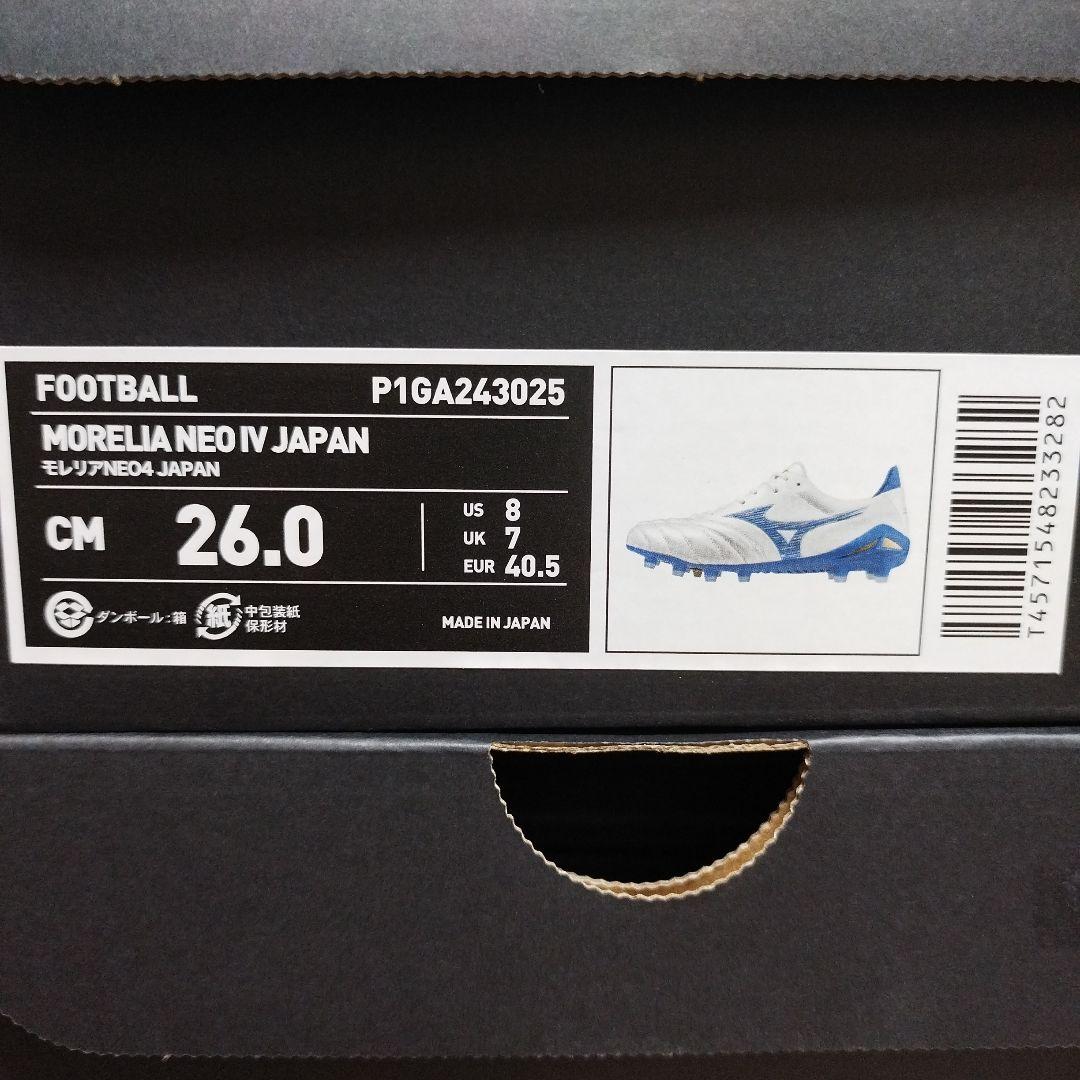 FOOTBALL P1GA243025
MORELIA NEO IV JAPAN
モレリアNEO4 JAPAN
CM 26.0
US 8
UK 7
EUR 40.5
ダンボール:箱
紙
中包装紙
保形材
MADE IN JAPAN
T4571548233282